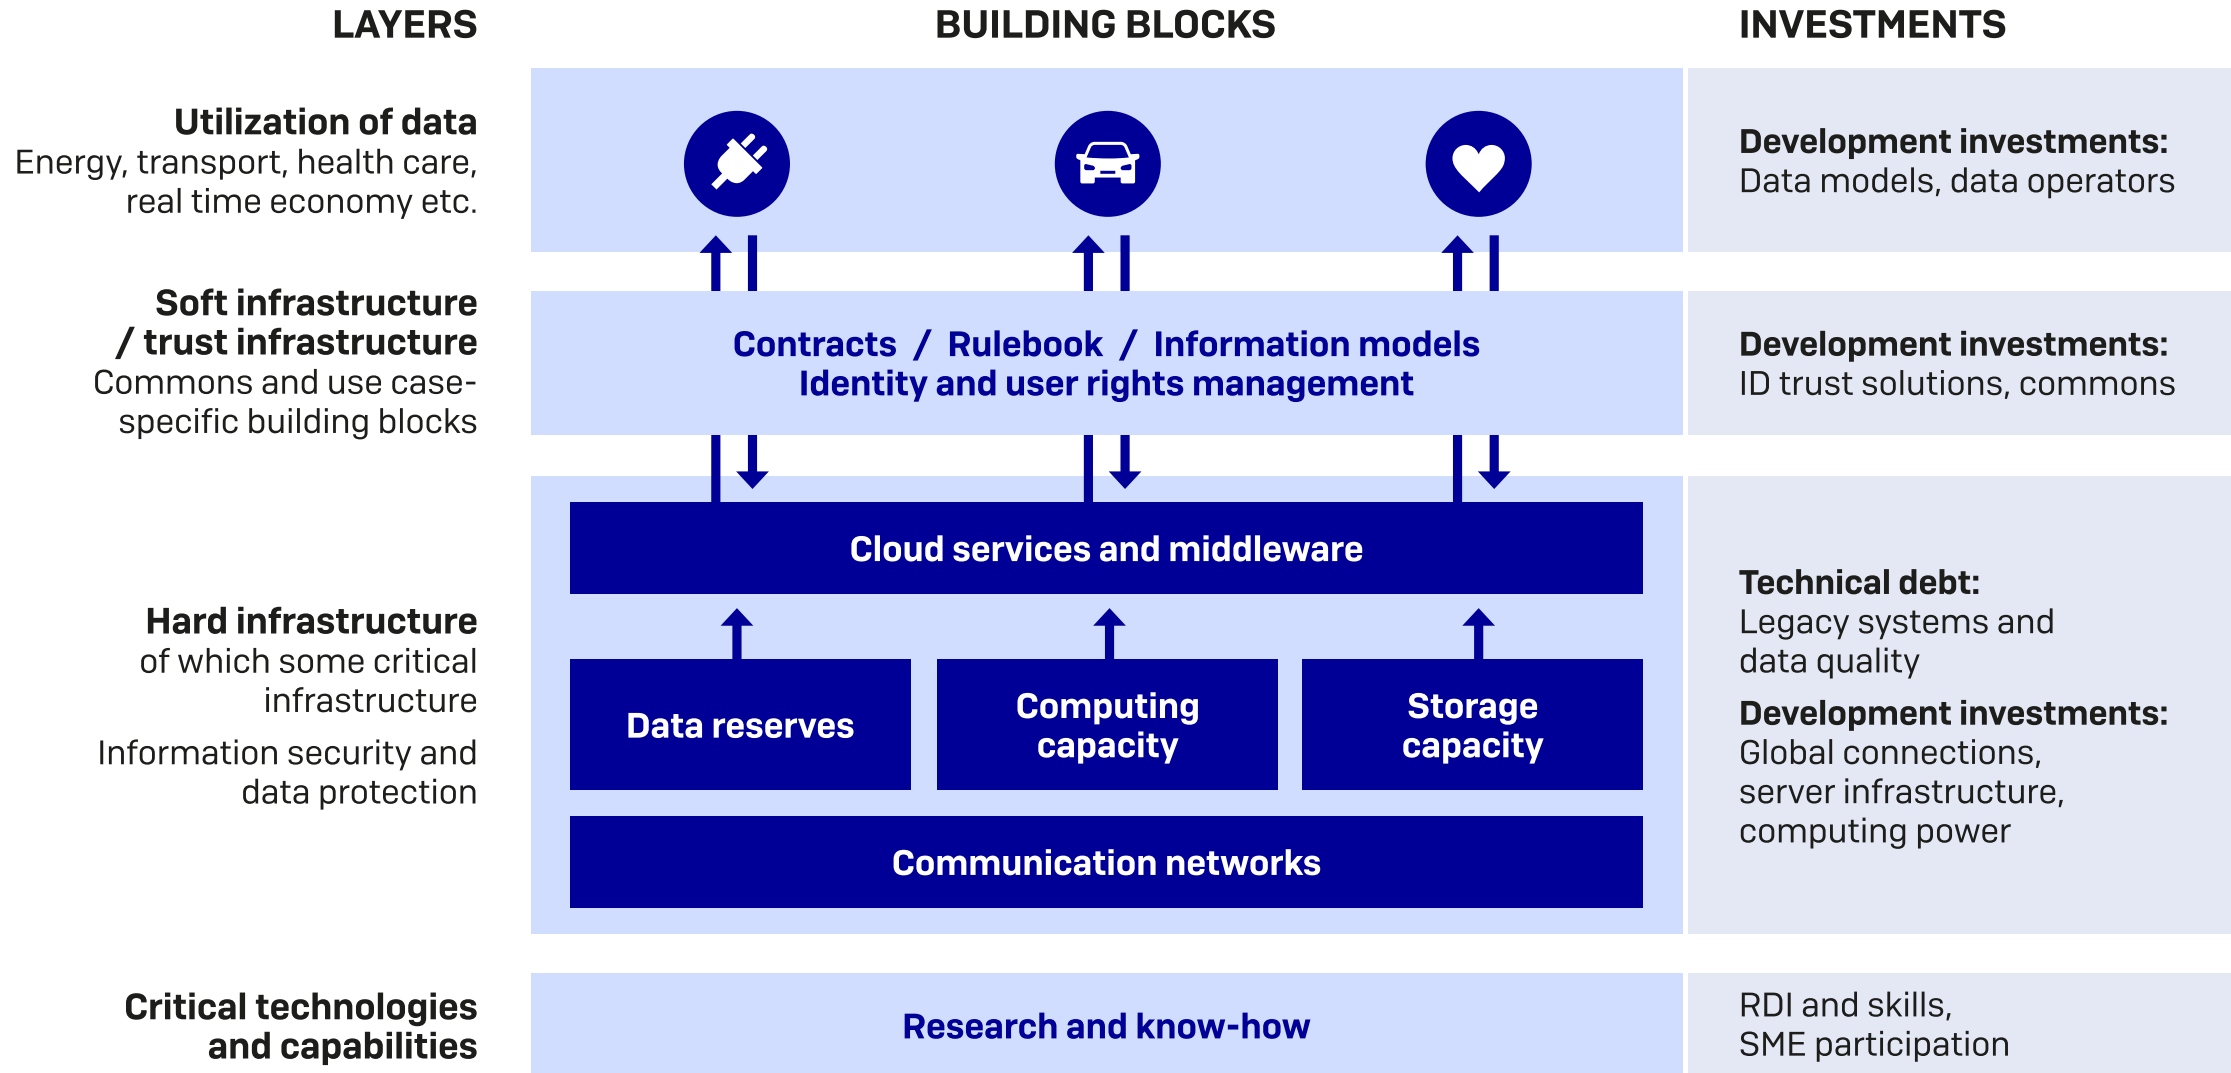 LAYERS
BUILDING BLOCKS
INVESTMENTS
Utilization of data
Energy, transport, health care,
real time economy etc.
Development investments:
Data models, data operators
Soft infrastructure
/ trust infrastructure
Commons and use case-
specific building blocks
Contracts / Rulebook / Information models
Identity and user rights management
Development investments:
ID trust solutions, commons
Hard infrastructure
of which some critical
infrastructure
Information security and
data protection
Cloud services and middleware
Data reserves
Computing
capacity
Storage
capacity
Communication networks
Technical debt:
Legacy systems and
data quality
Development investments:
Global connections,
server infrastructure,
computing power
Critical technologies
and capabilities
Research and know-how
RDI and skills,
SME participation